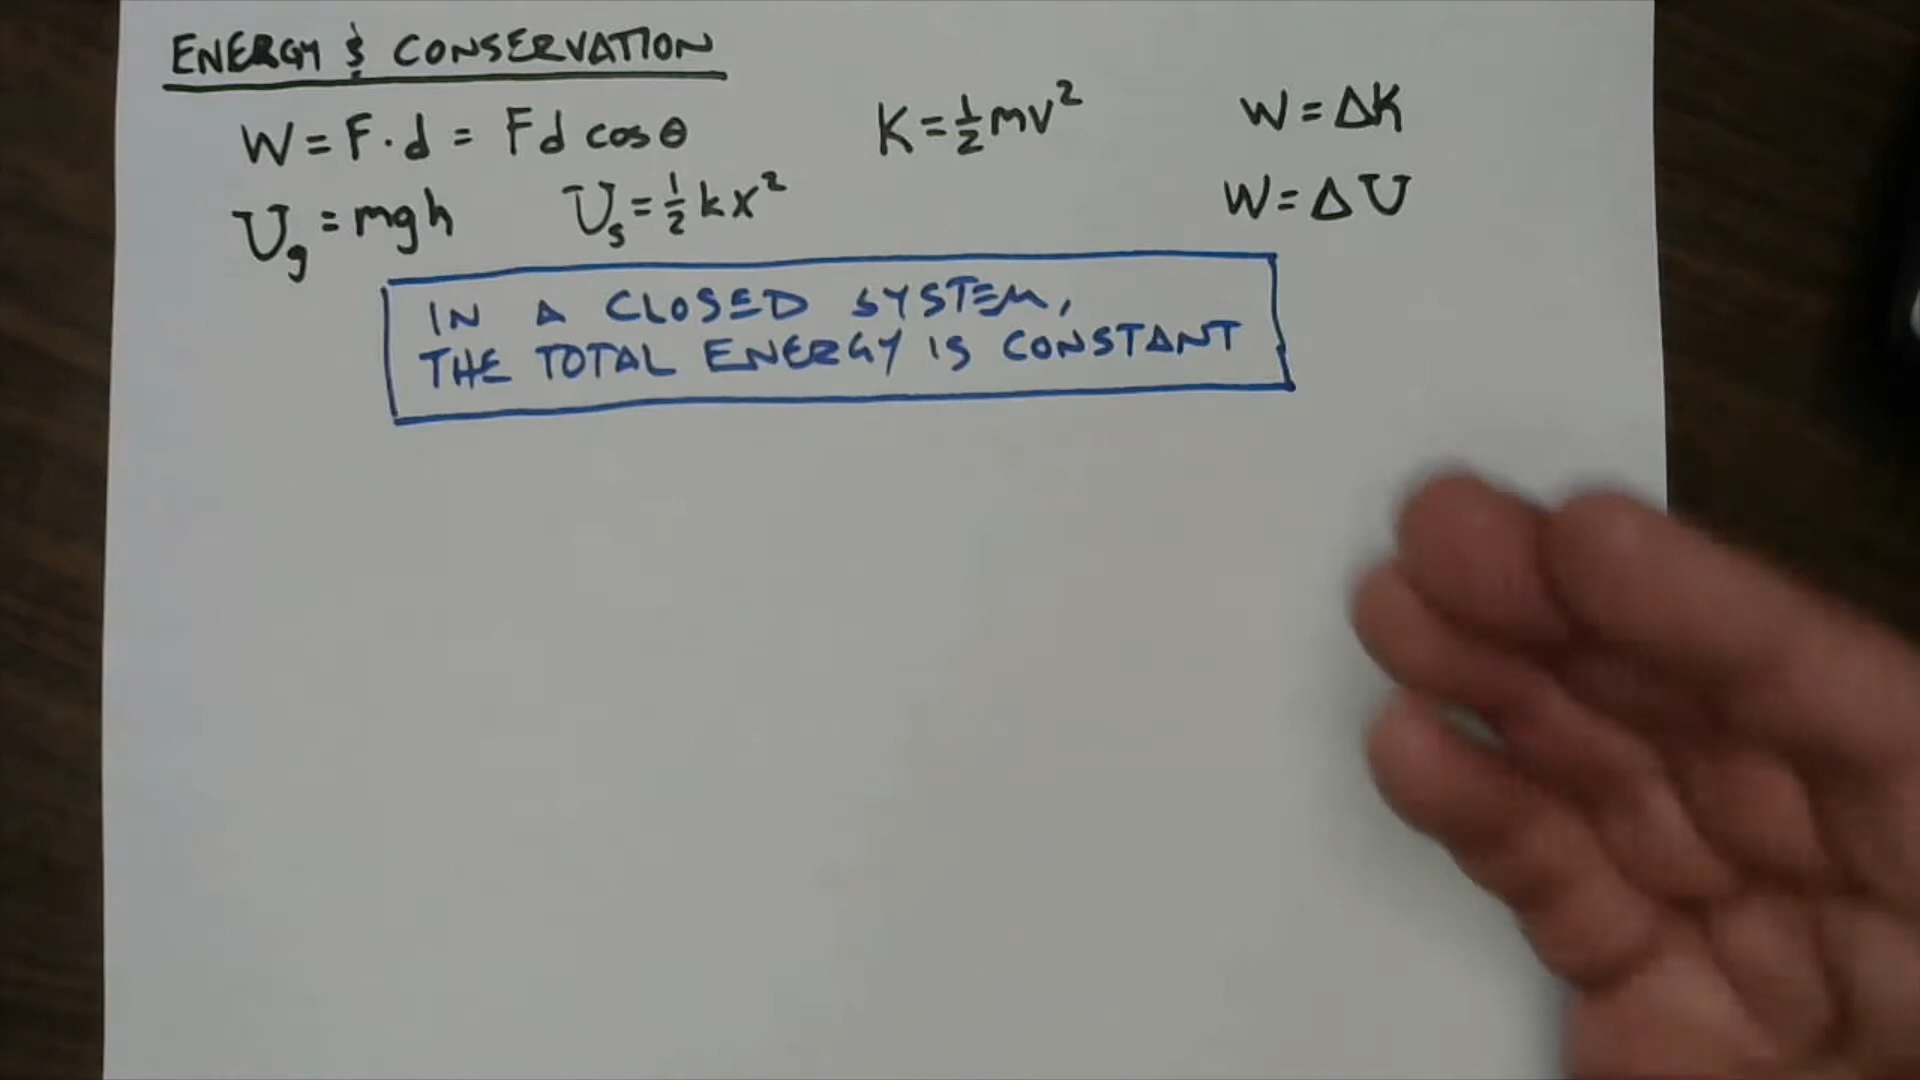 ENERGY & CONSERVATION
W = F · d = Fd cos θ K = ½mv² W = ΔK
U_g = mgh U_s = ½kx² W = ΔU
IN A CLOSED SYSTEM,
THE TOTAL ENERGY IS CONSTANT